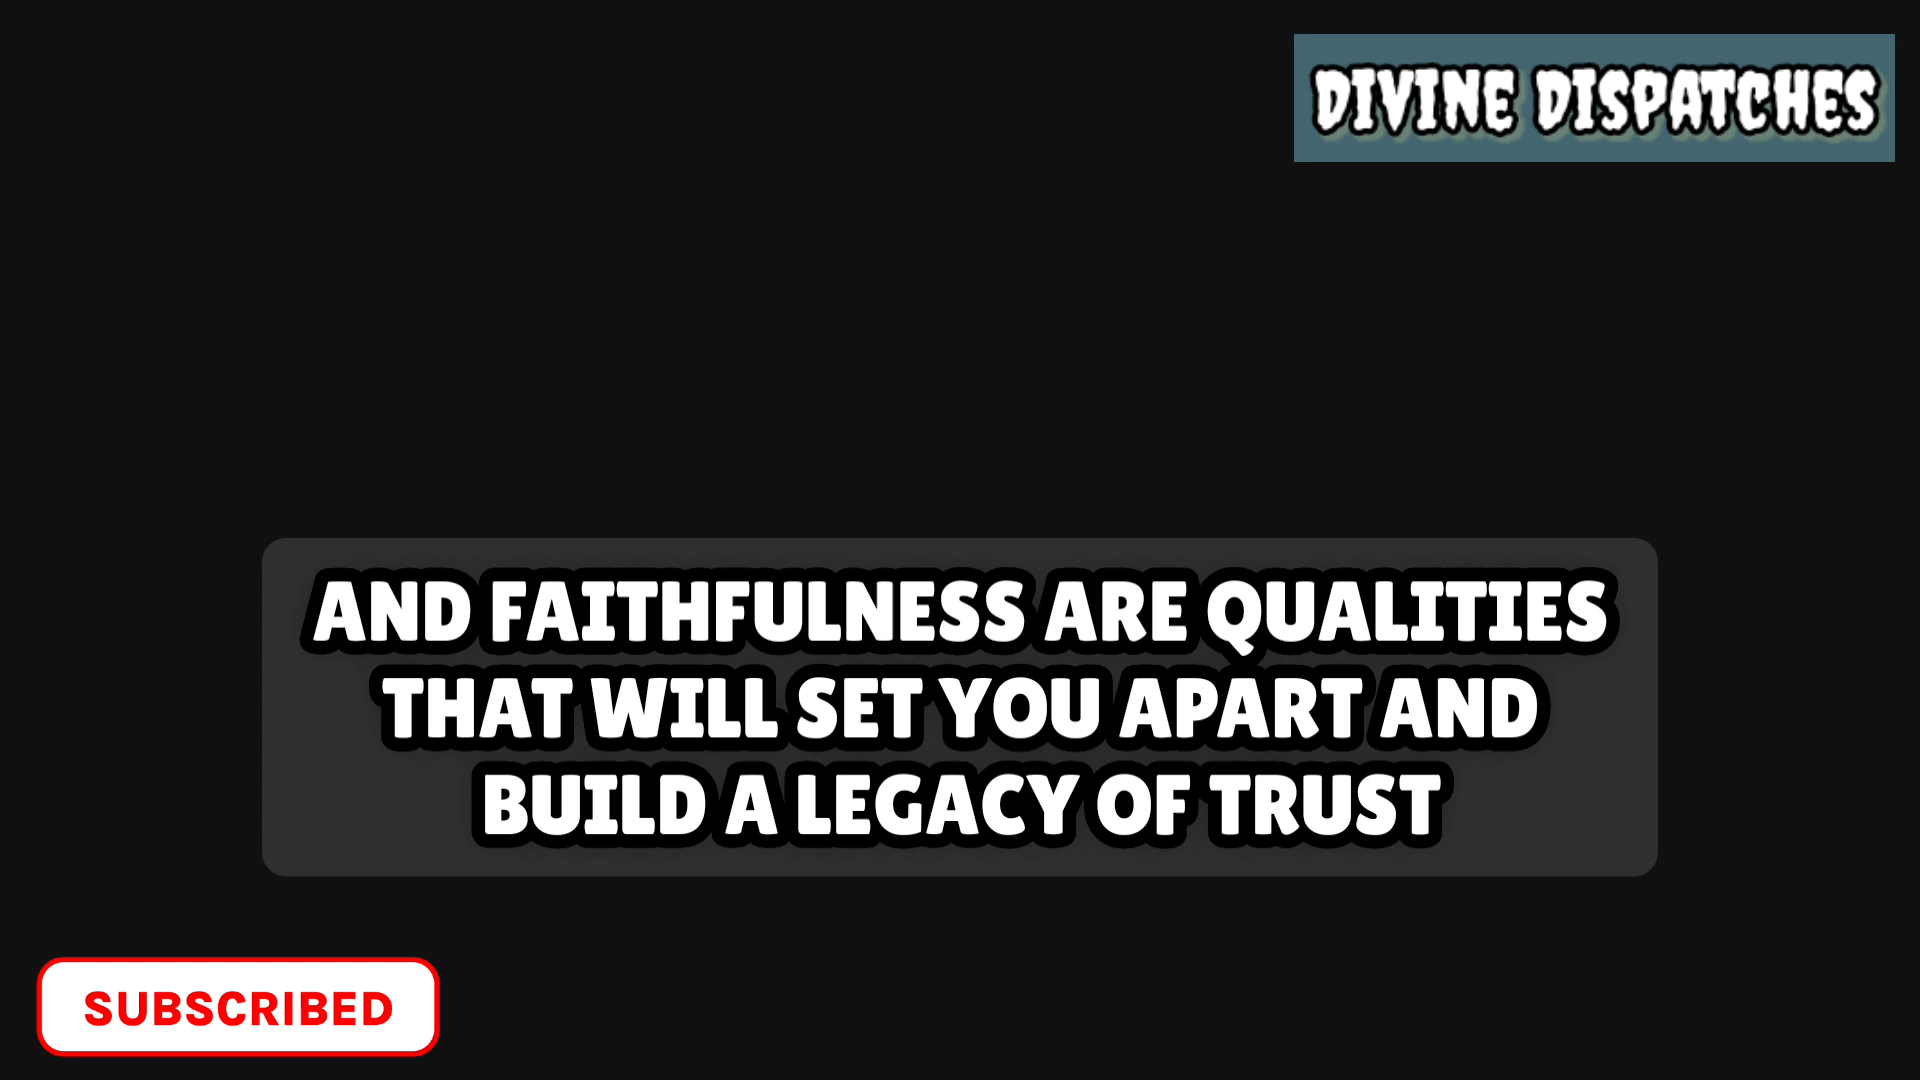 DIVINE DISPATCHES
AND FAITHFULNESS ARE QUALITIES
THAT WILL SET YOU APART AND
BUILD A LEGACY OF TRUST
SUBSCRIBED